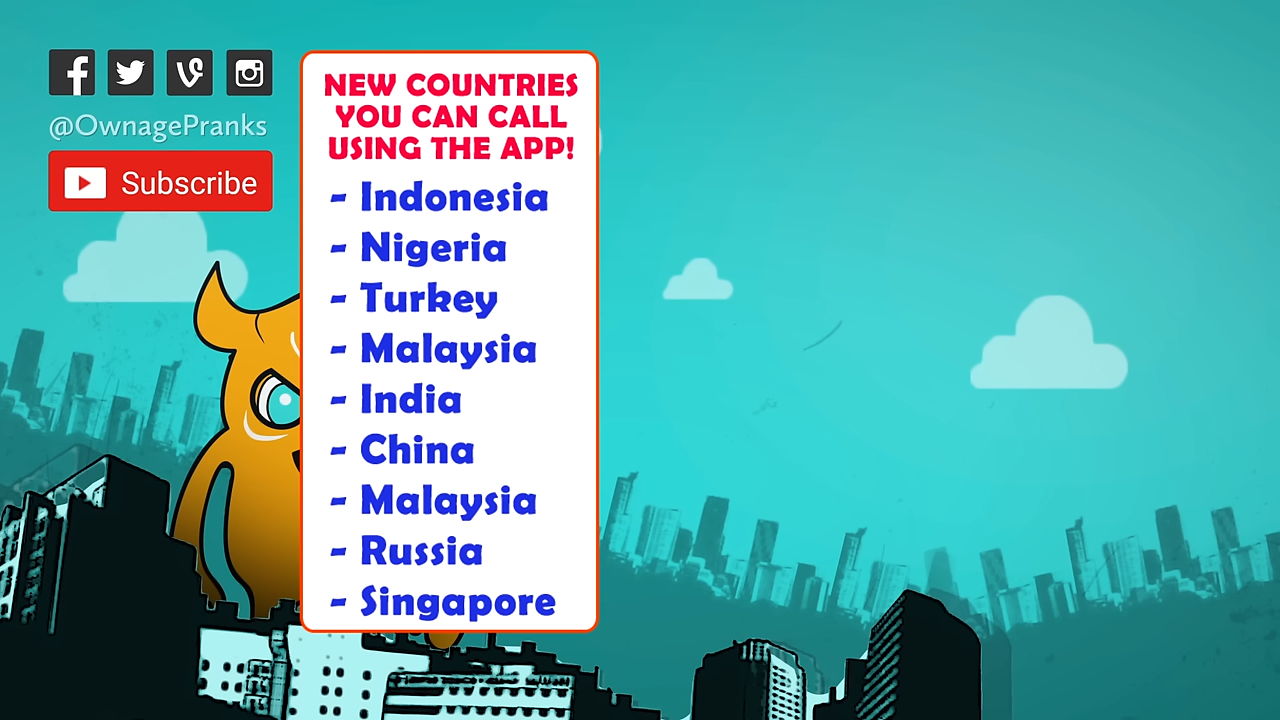 @OwnagePranks
Subscribe
NEW COUNTRIES
YOU CAN CALL
USING THE APP!
- Indonesia
- Nigeria
- Turkey
- Malaysia
- India
- China
- Malaysia
- Russia
- Singapore